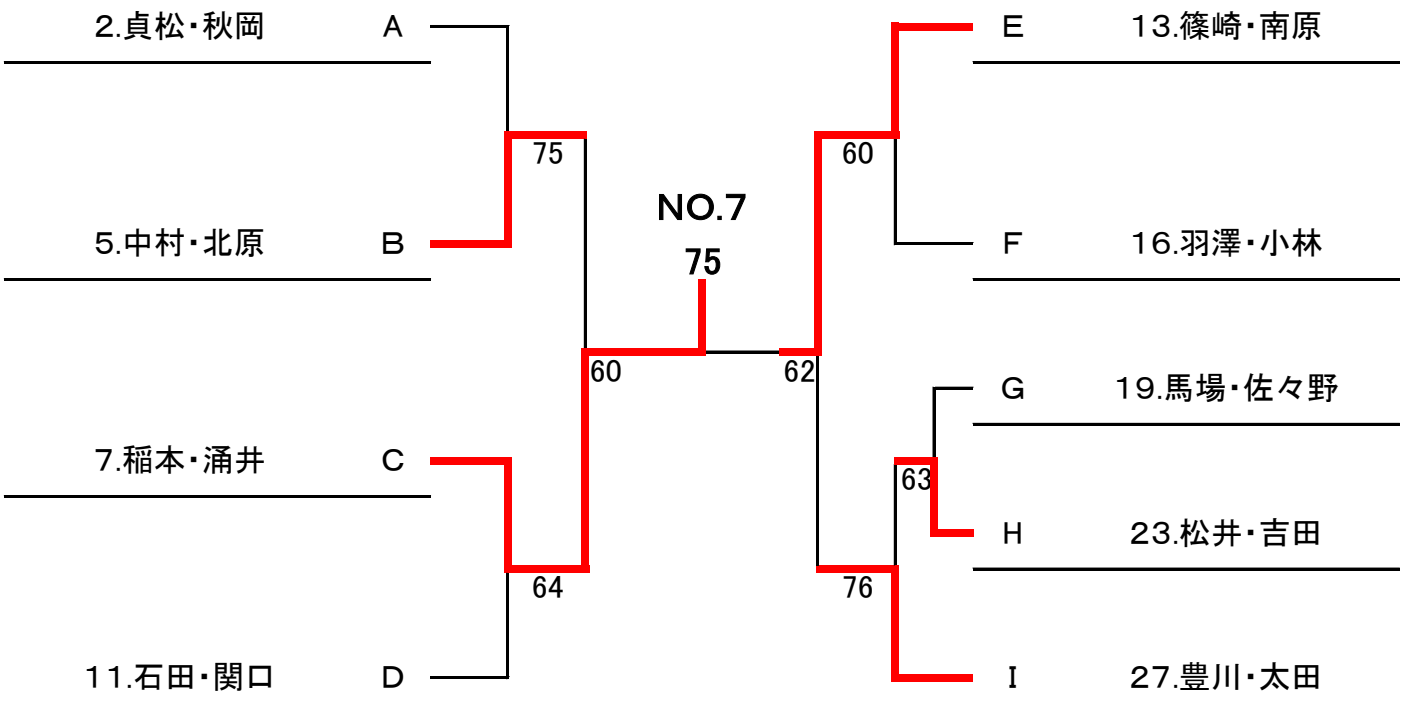 2.貞松・秋岡 A
E 13.篠崎・南原
75
60
NO.7
5.中村・北原 B
75
F 16.羽澤・小林
60
62
G 19.馬場・佐々野
7.稲本・涌井 C
63
H 23.松井・吉田
64
76
11.石田・関口 D
I 27.豊川・太田